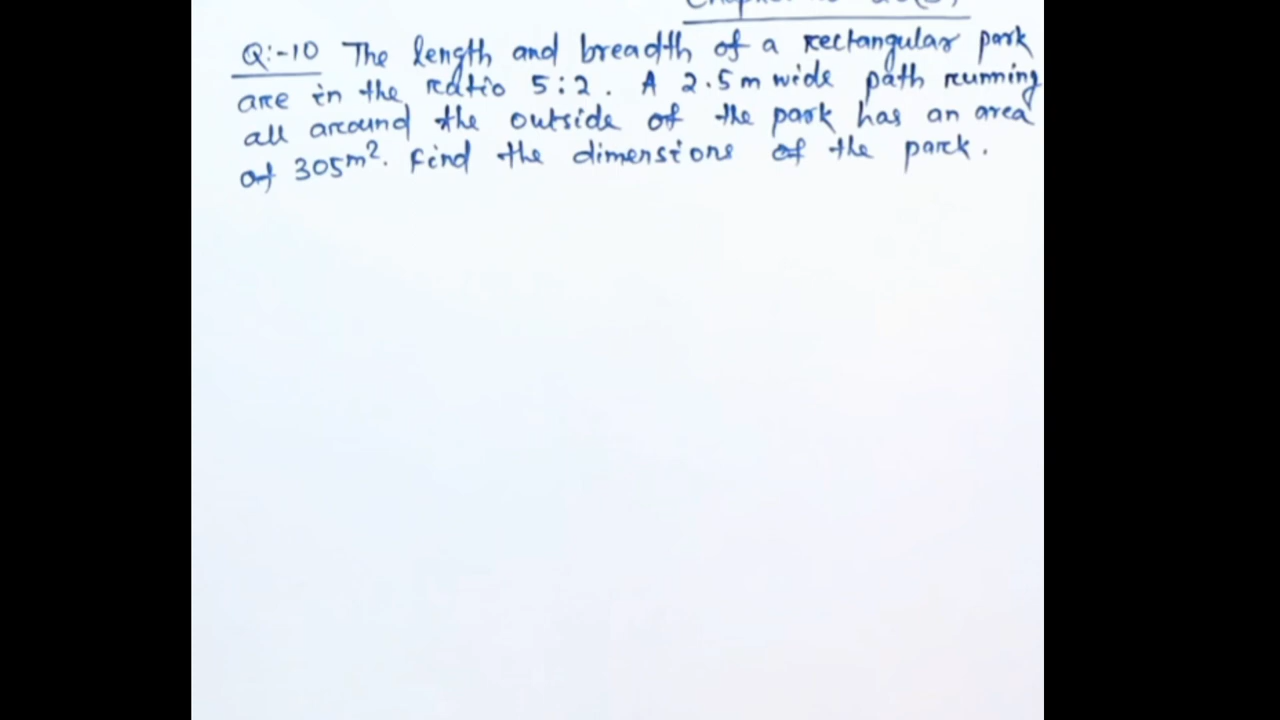 Q:-10 The length and breadth of a rectangular park
are in the ratio 5:2. A 2.5m wide path running
all around the outside of the park has an area
of 305m². Find the dimensions of the park.